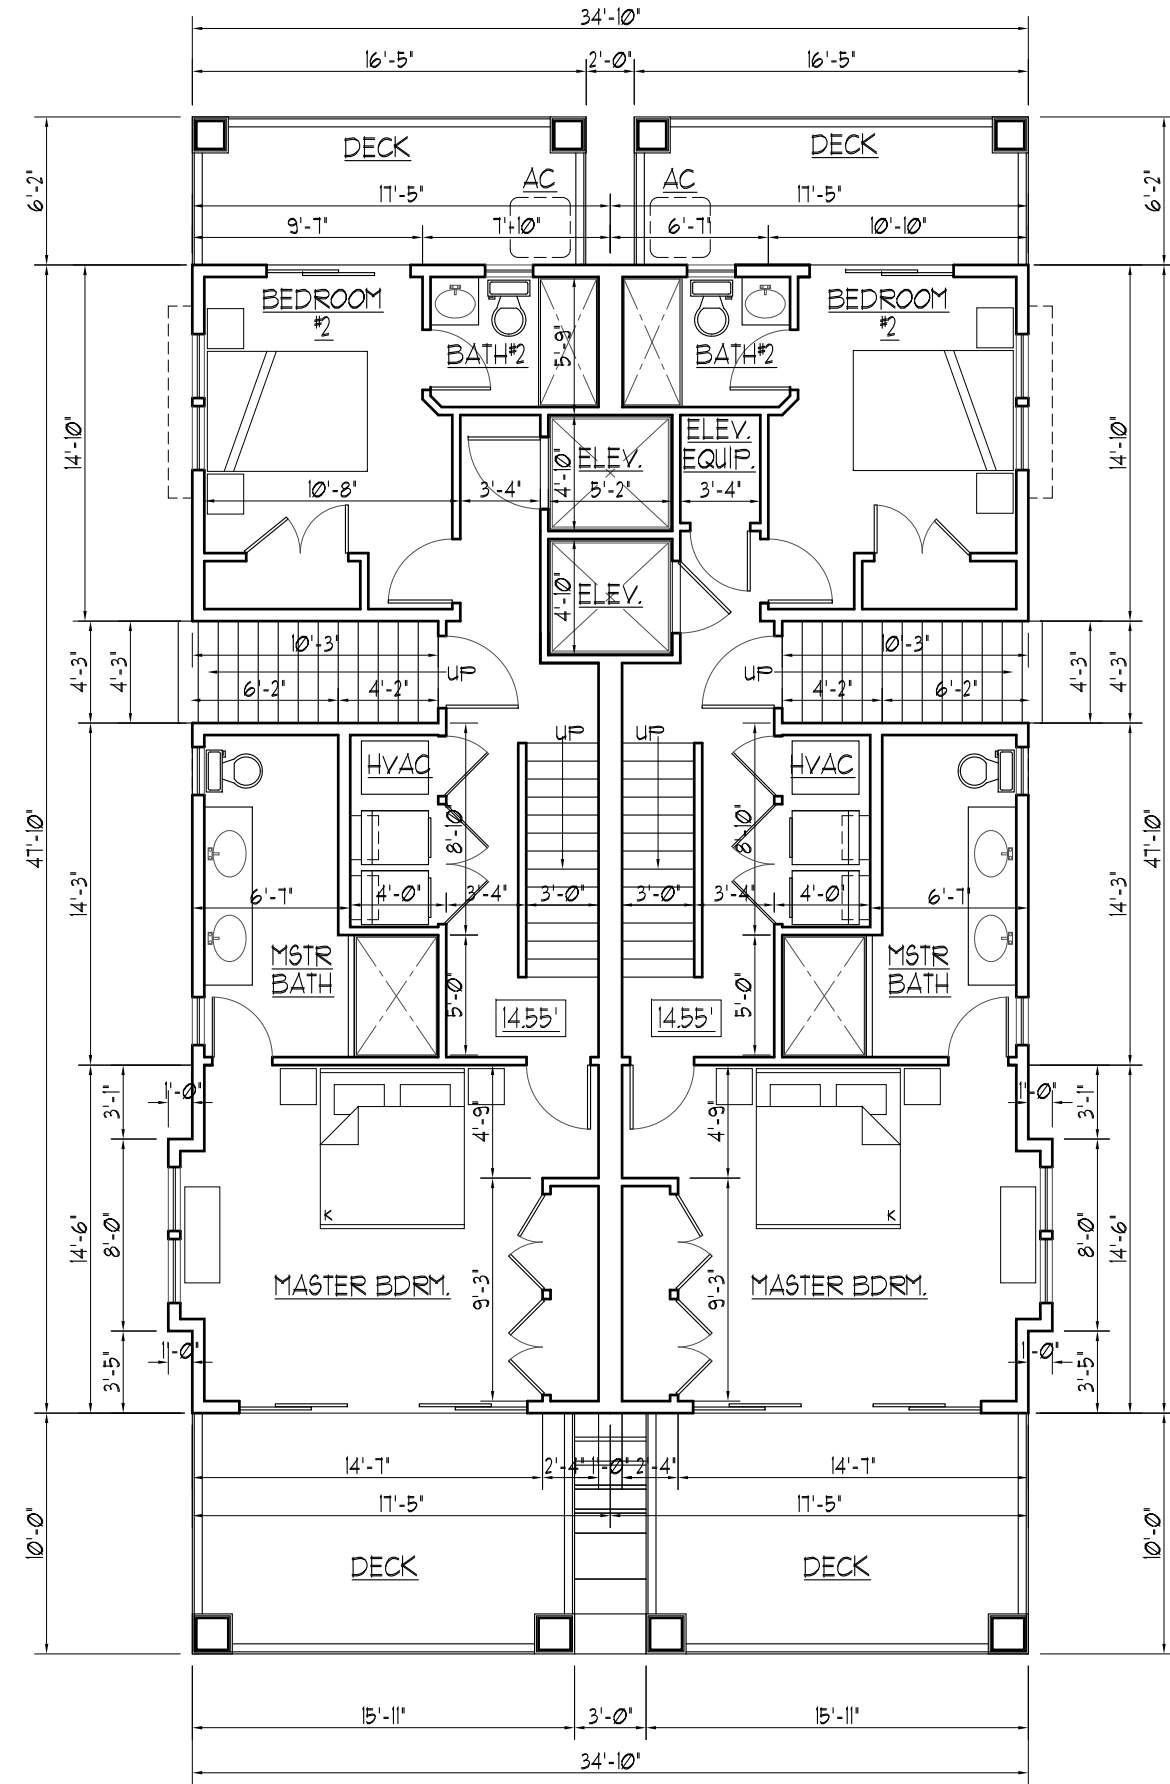 34'-10"
16'-5" 2'-0" 16'-5"
DECK DECK
6'-2" 6'-2"
AC AC
17'-5" 17'-5"
9'-7" 7'-10" 6'-7" 10'-10"
BEDROOM BEDROOM
#2 #2
BATH#2 5'-9" BATH#2
14'-10" 14'-10"
ELEV. ELEV.
EQUIP.
10'-8" 3'-4" 4'-10" 5'-2" 3'-4"
4'-10" ELEV.
10'-3" 10'-3"
4'-3" 4'-3" UP UP 4'-3" 4'-3"
6'-2" 4'-2" 4'-2" 6'-2"
UP UP
HVAC HVAC
47'-10" 8'-10" 8'-10" 47'-10"
14'-3" 6'-7" 4'-0" 3'-4" 3'-0" 3'-0" 3'-4" 4'-0" 6'-7" 14'-3"
MSTR MSTR
BATH BATH
5'-0" 14.55' 14.55' 5'-0"
1'-0" 1'-0"
3'-1" 4'-9" 4'-9" 3'-1"
K K
14'-6" 8'-0" 8'-0" 14'-6"
MASTER BDRM. 9'-3" 9'-3" MASTER BDRM.
1'-0" 1'-0"
3'-5" 3'-5"
14'-7" 2'-4" 1'-0" 2'-4" 14'-7"
17'-5" 17'-5"
10'-0" 10'-0"
DECK DECK
15'-11" 3'-0" 15'-11"
34'-10"